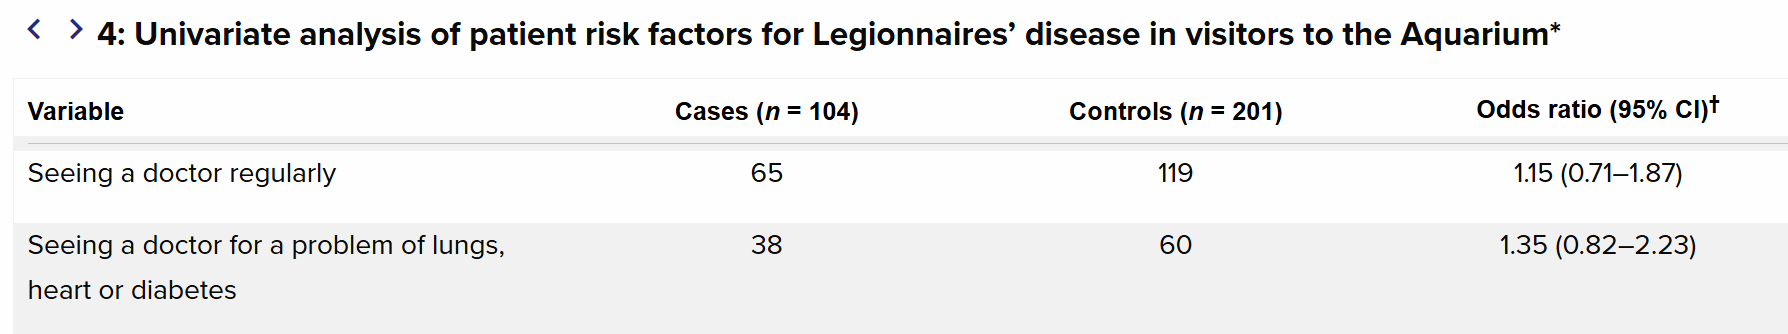 4: Univariate analysis of patient risk factors for Legionnaires’ disease in visitors to the Aquarium*
Variable Cases (n = 104) Controls (n = 201) Odds ratio (95% CI)†
Seeing a doctor regularly 65 119 1.15 (0.71–1.87)
Seeing a doctor for a problem of lungs, 38 60 1.35 (0.82–2.23)
heart or diabetes